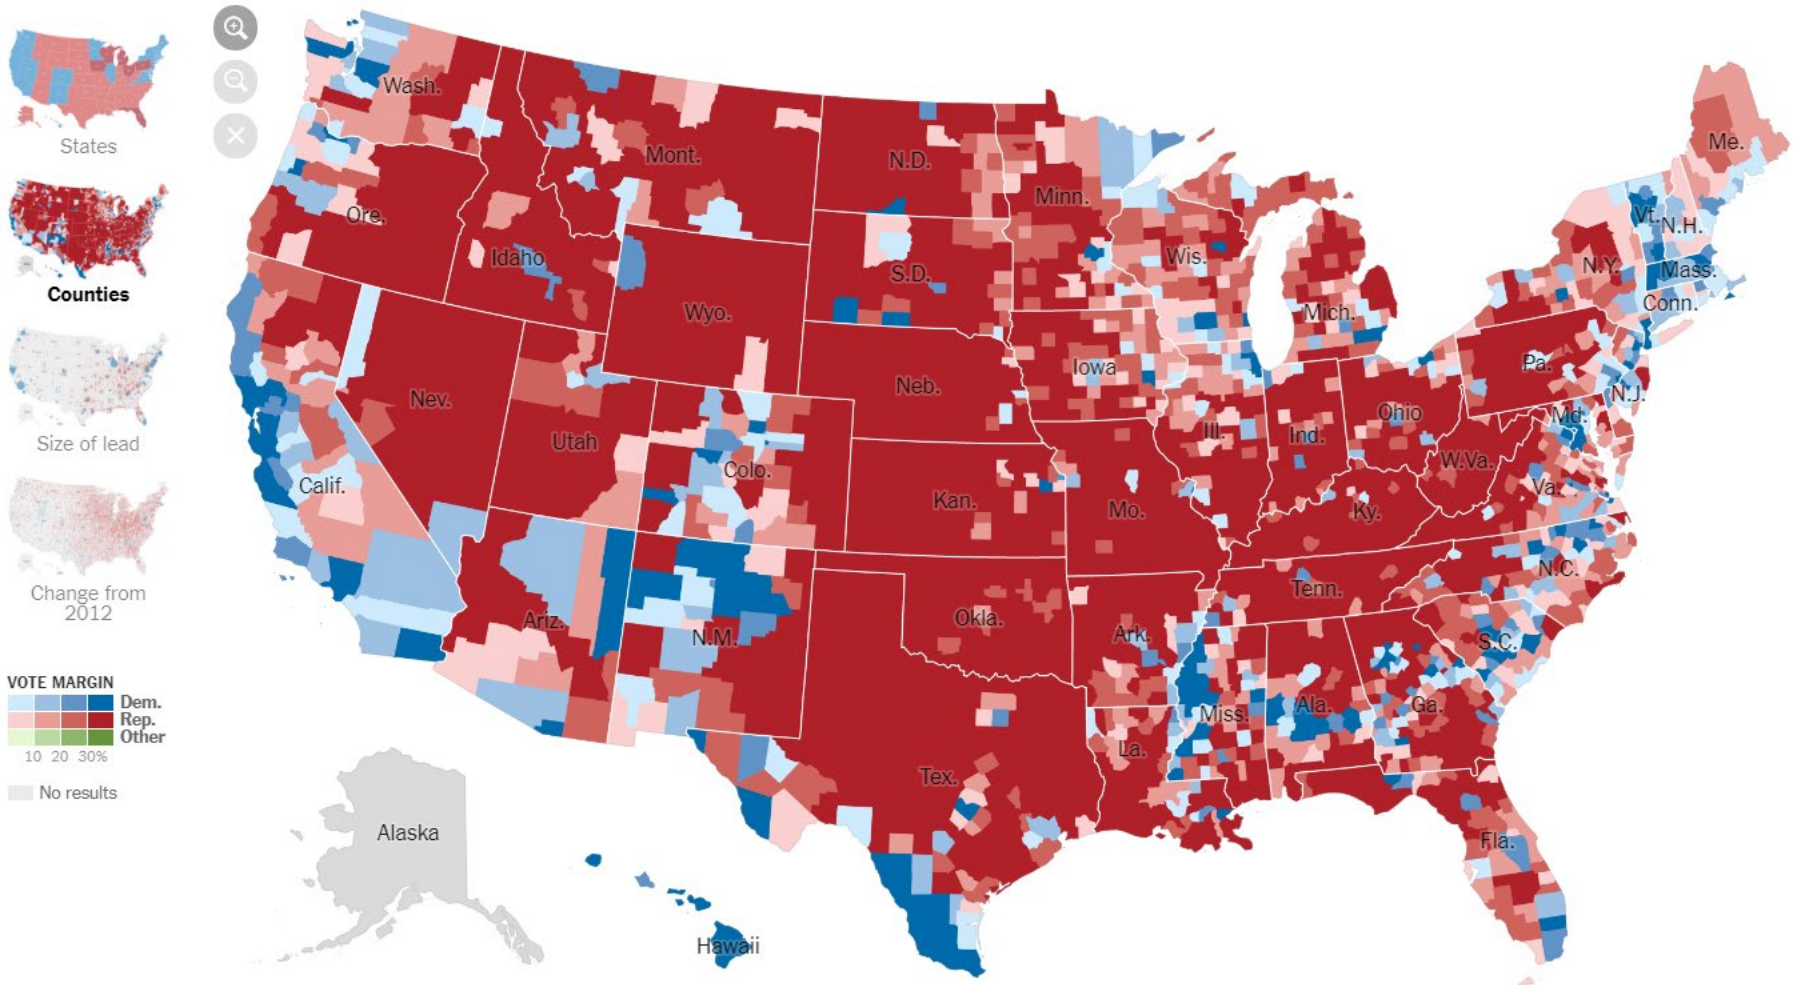 States
Counties
Size of lead
Change from
2012
VOTE MARGIN
Dem.
Rep.
Other
10 20 30%
No results
Wash.
Ore.
Calif.
Idaho
Nev.
Mont.
Wyo.
Utah
Ariz.
Colo.
N.M.
N.D.
S.D.
Neb.
Kan.
Okla.
Tex.
Minn.
Iowa
Mo.
Ark.
La.
Wis.
Ill.
Mich.
Ind.
Ohio
Ky.
Tenn.
Miss.
Ala.
Ga.
Fla.
S.C.
N.C.
Va.
W.Va.
Md.
Pa.
N.J.
N.Y.
Conn.
Mass.
Vt.
N.H.
Me.
Alaska
Hawaii